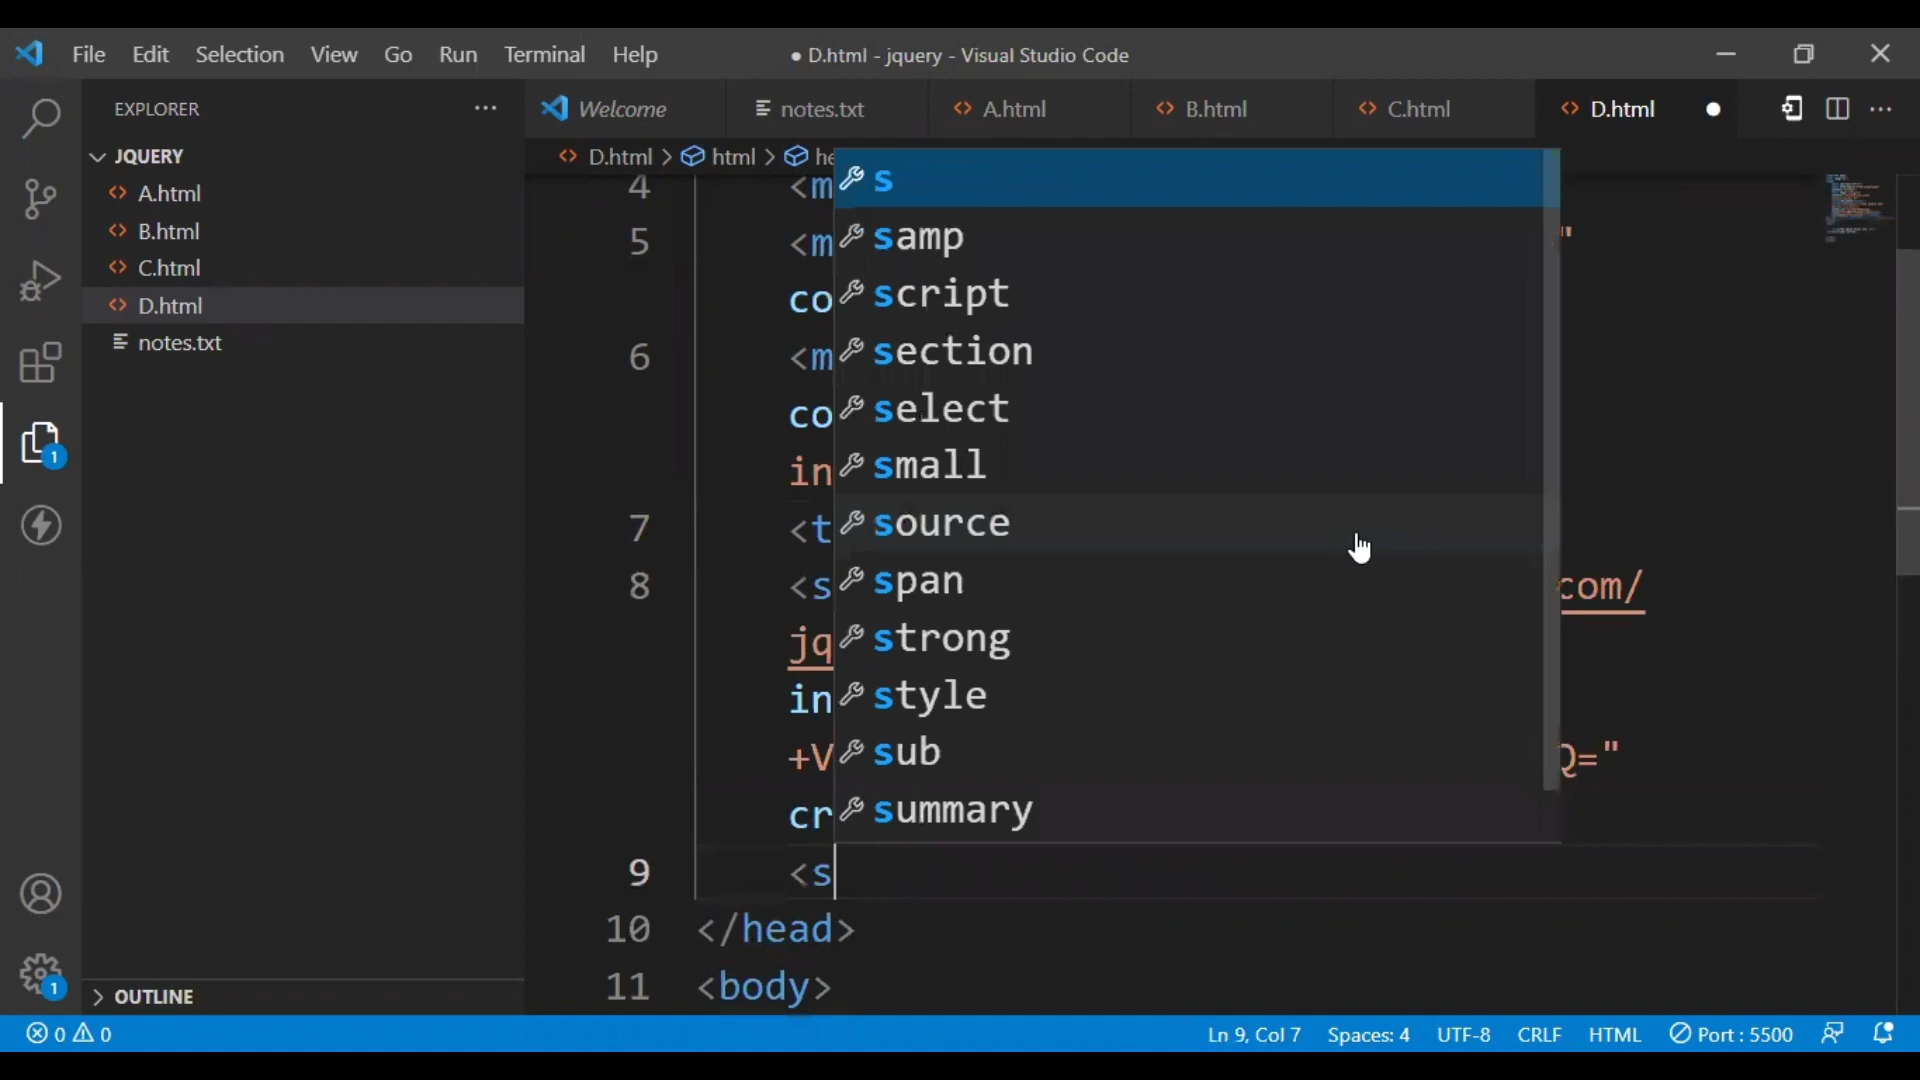 File Edit Selection View Go Run Terminal Help
● D.html - jquery - Visual Studio Code
EXPLORER
JQUERY
A.html
B.html
C.html
D.html
notes.txt
OUTLINE
Welcome notes.txt A.html B.html C.html D.html
D.html > html > he
s
4 <m
samp
5 <m "
script
co
section
6 <m
select
co
small
in
source
7 <t
span
8 <s com/
strong
jq
style
in
sub
+V Q="
summary
cr
9 <s
10 </head>
11 <body>
1
1
0 0
Ln 9, Col 7 Spaces: 4 UTF-8 CRLF HTML Port : 5500